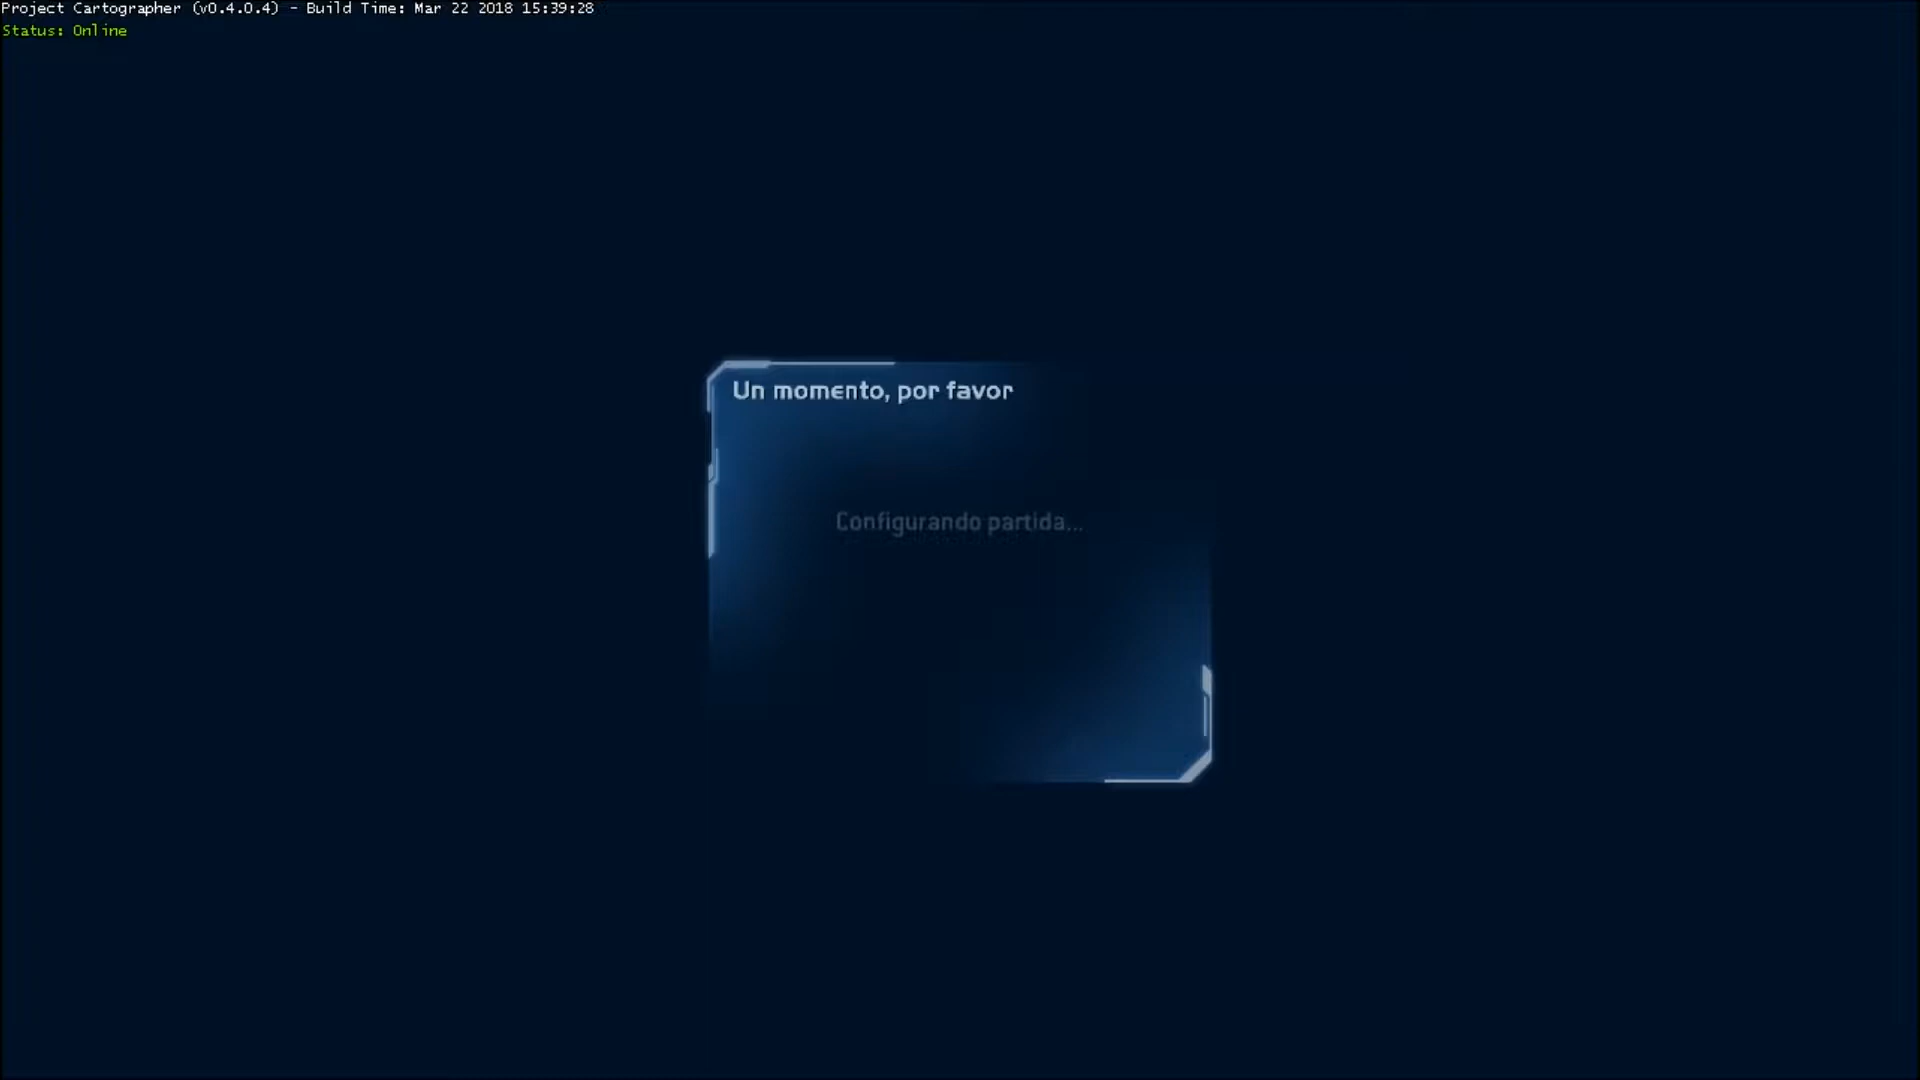 Project Cartographer (v0.4.0.4) - Build Time: Mar 22 2018 15:39:28
Status: Online
Un momento, por favor
Configurando partida...